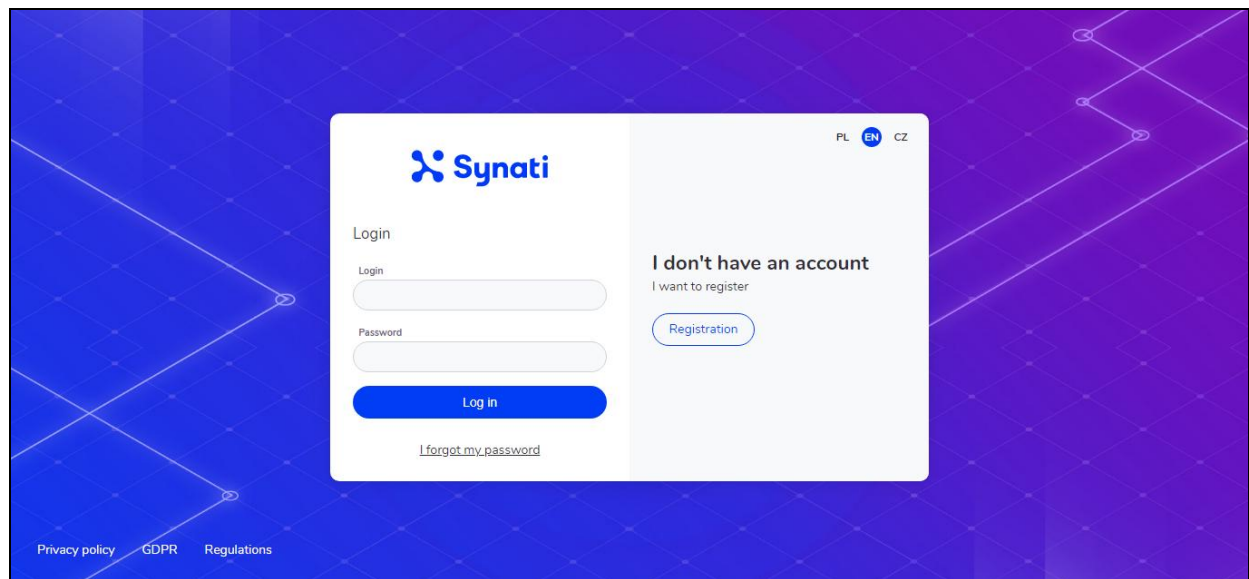 PL EN CZ
Synati
Login
Login
Password
Log in
I forgot my password
I don't have an account
I want to register
Registration
Privacy policy GDPR Regulations